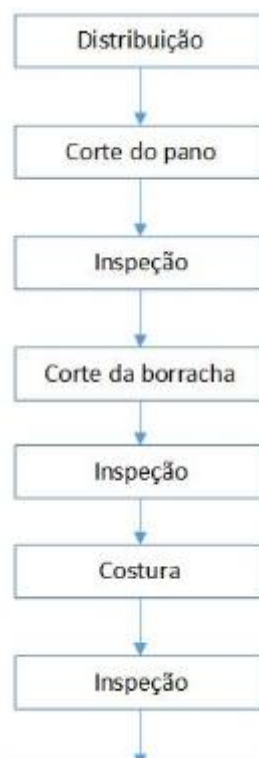 Distribuição
Corte do pano
Inspeção
Corte da borracha
Inspeção
Costura
Inspeção